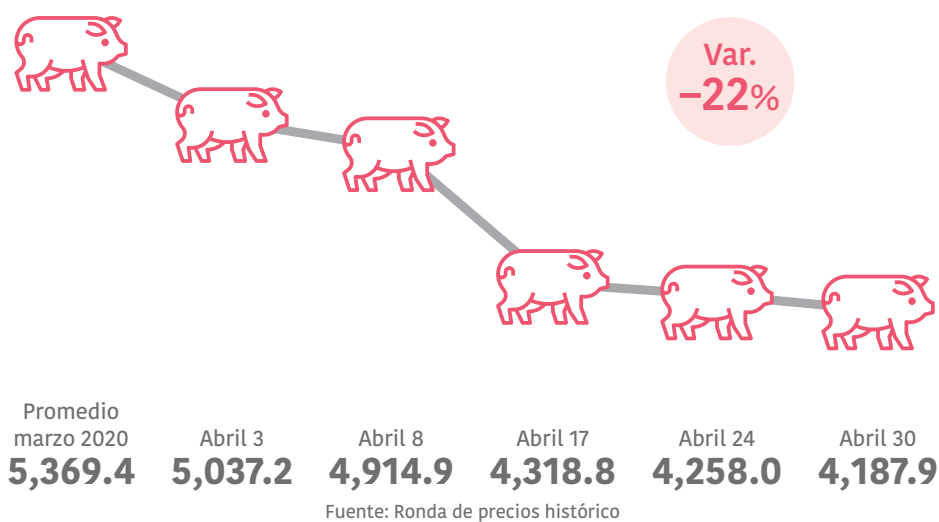 Var.
–22%
Promedio
marzo 2020
5,369.4
Abril 3
5,037.2
Abril 8
4,914.9
Abril 17
4,318.8
Abril 24
4,258.0
Abril 30
4,187.9
Fuente: Ronda de precios histórico